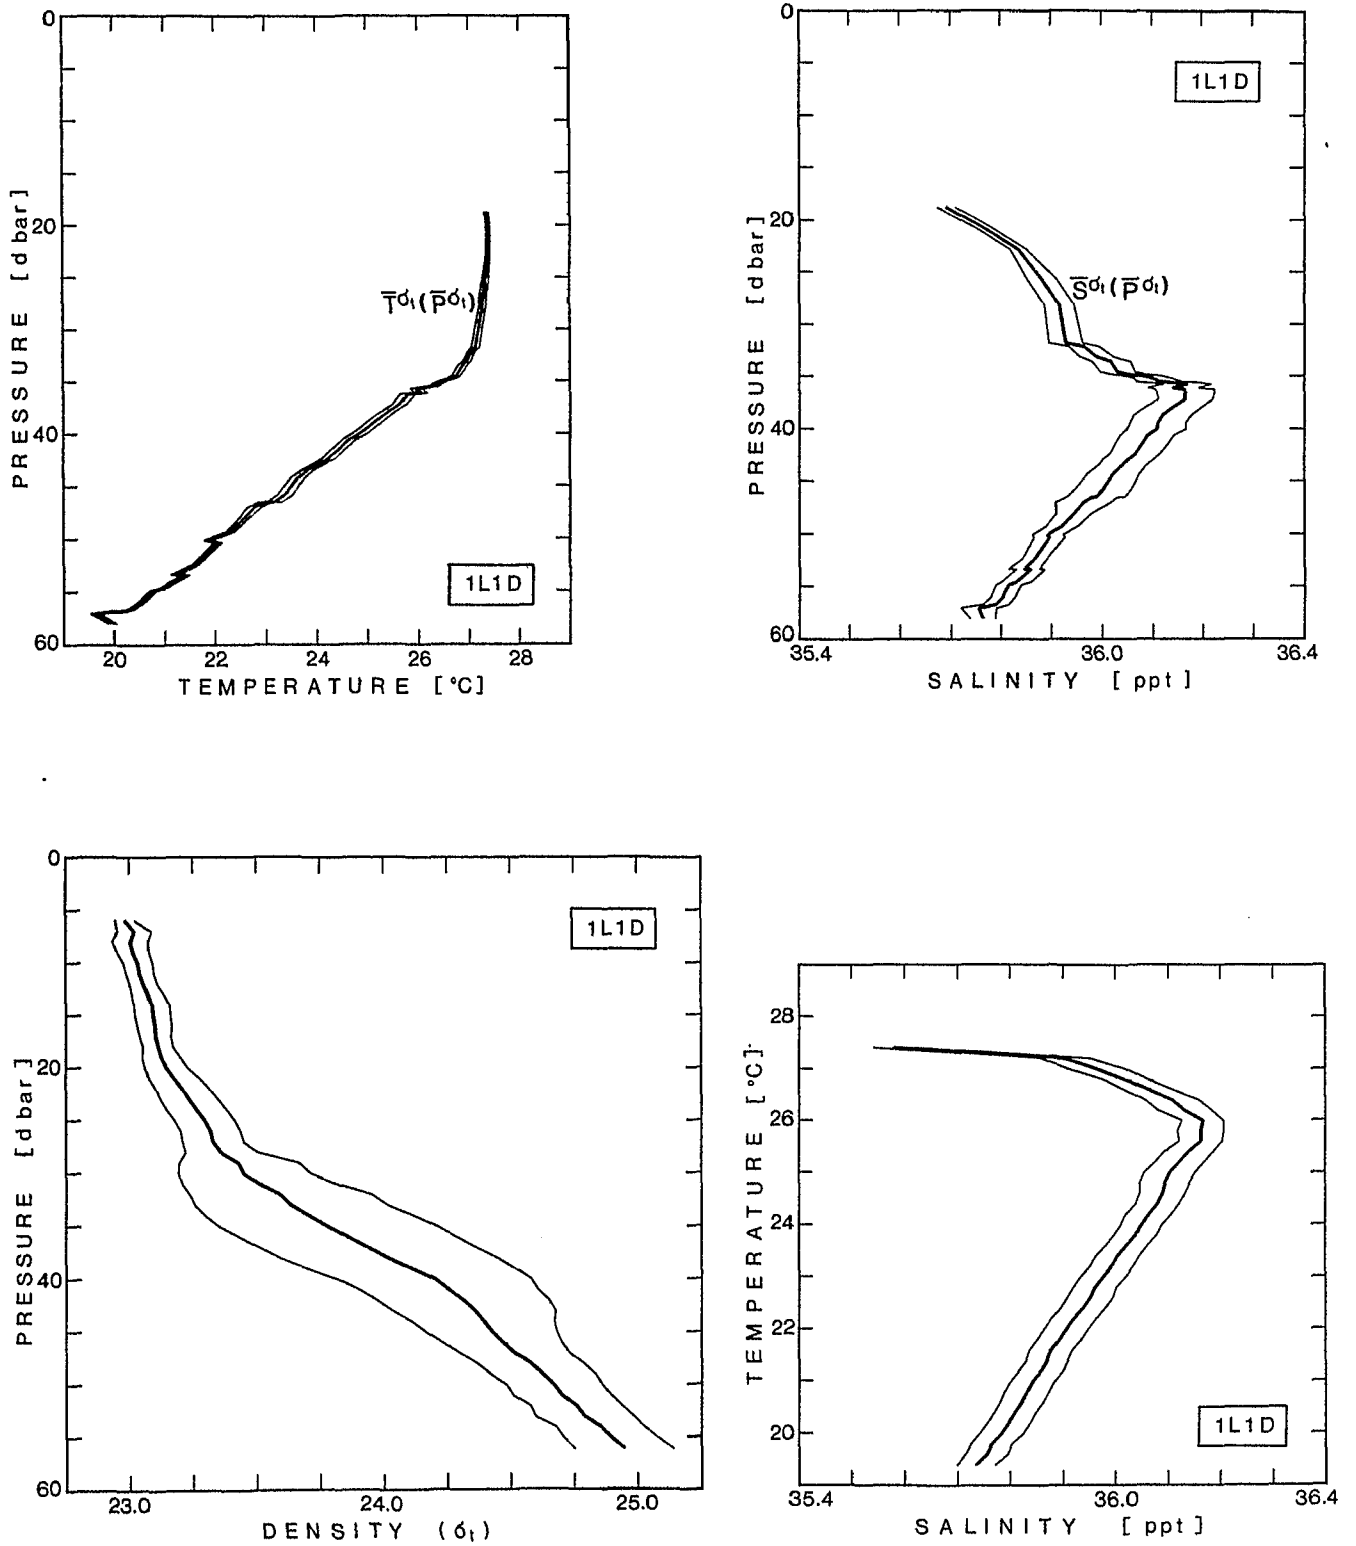 0
20
40
60
PRESSURE [dbar]
T̅σt(P̅σt)
1L1D
20 22 24 26 28
TEMPERATURE [°C]
0
20
40
60
PRESSURE [dbar]
1L1D
S̅σt(P̅σt)
35.4 36.0 36.4
SALINITY [ppt]
0
20
40
60
PRESSURE [dbar]
1L1D
23.0 24.0 25.0
DENSITY (σt)
28
26
24
22
20
TEMPERATURE [°C]
1L1D
35.4 36.0 36.4
SALINITY [ppt]